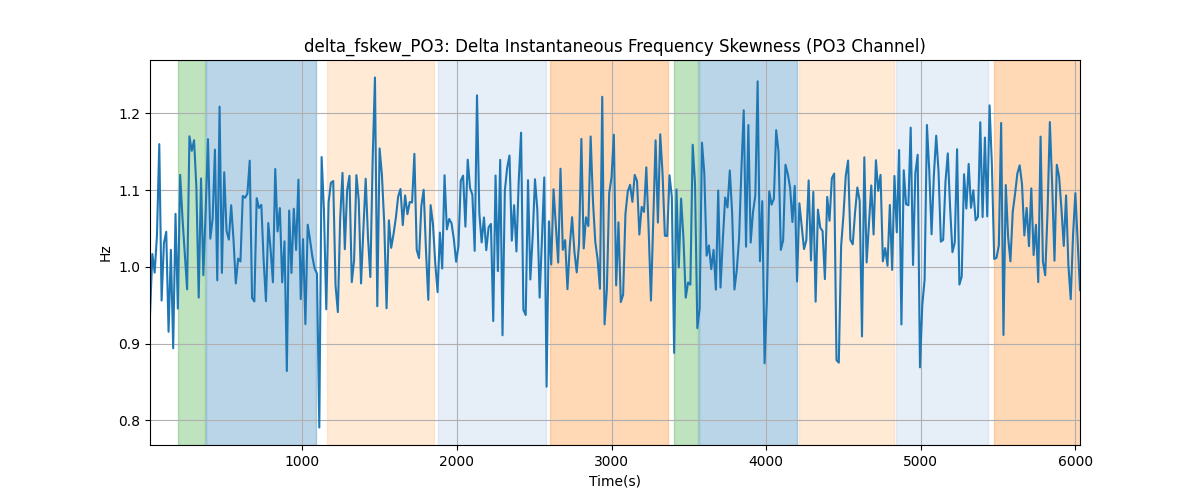 delta_fskew_PO3: Delta Instantaneous Frequency Skewness (PO3 Channel)
Hz
1.2
1.1
1.0
0.9
0.8
1000 2000 3000 4000 5000 6000
Time(s)